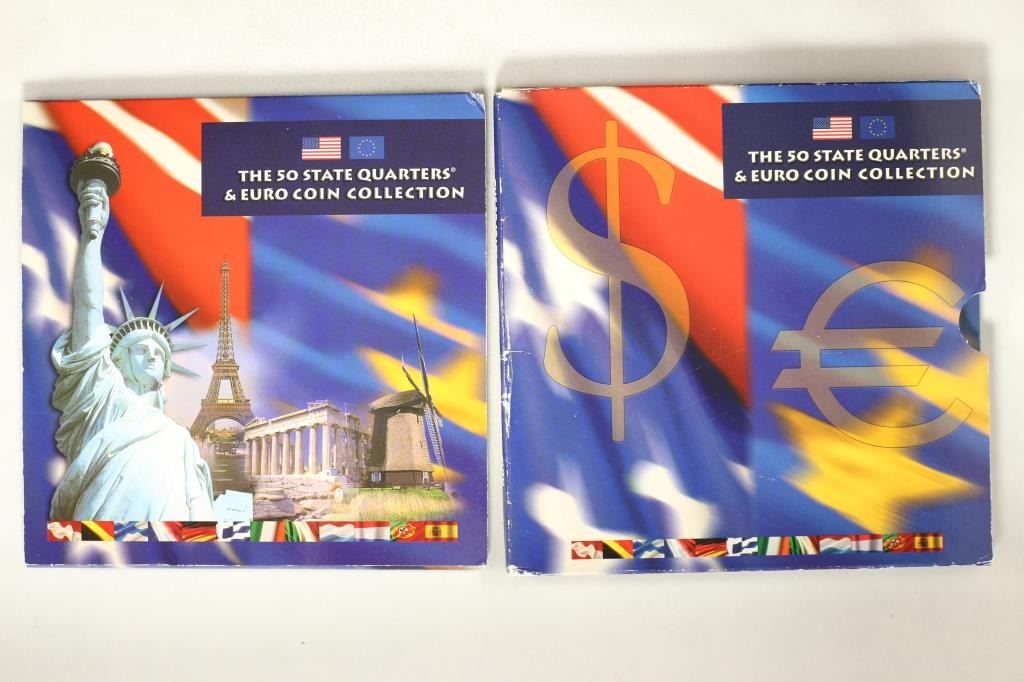 THE 50 STATE QUARTERS®
& EURO COIN COLLECTION
THE 50 STATE QUARTERS®
& EURO COIN COLLECTION
$
€